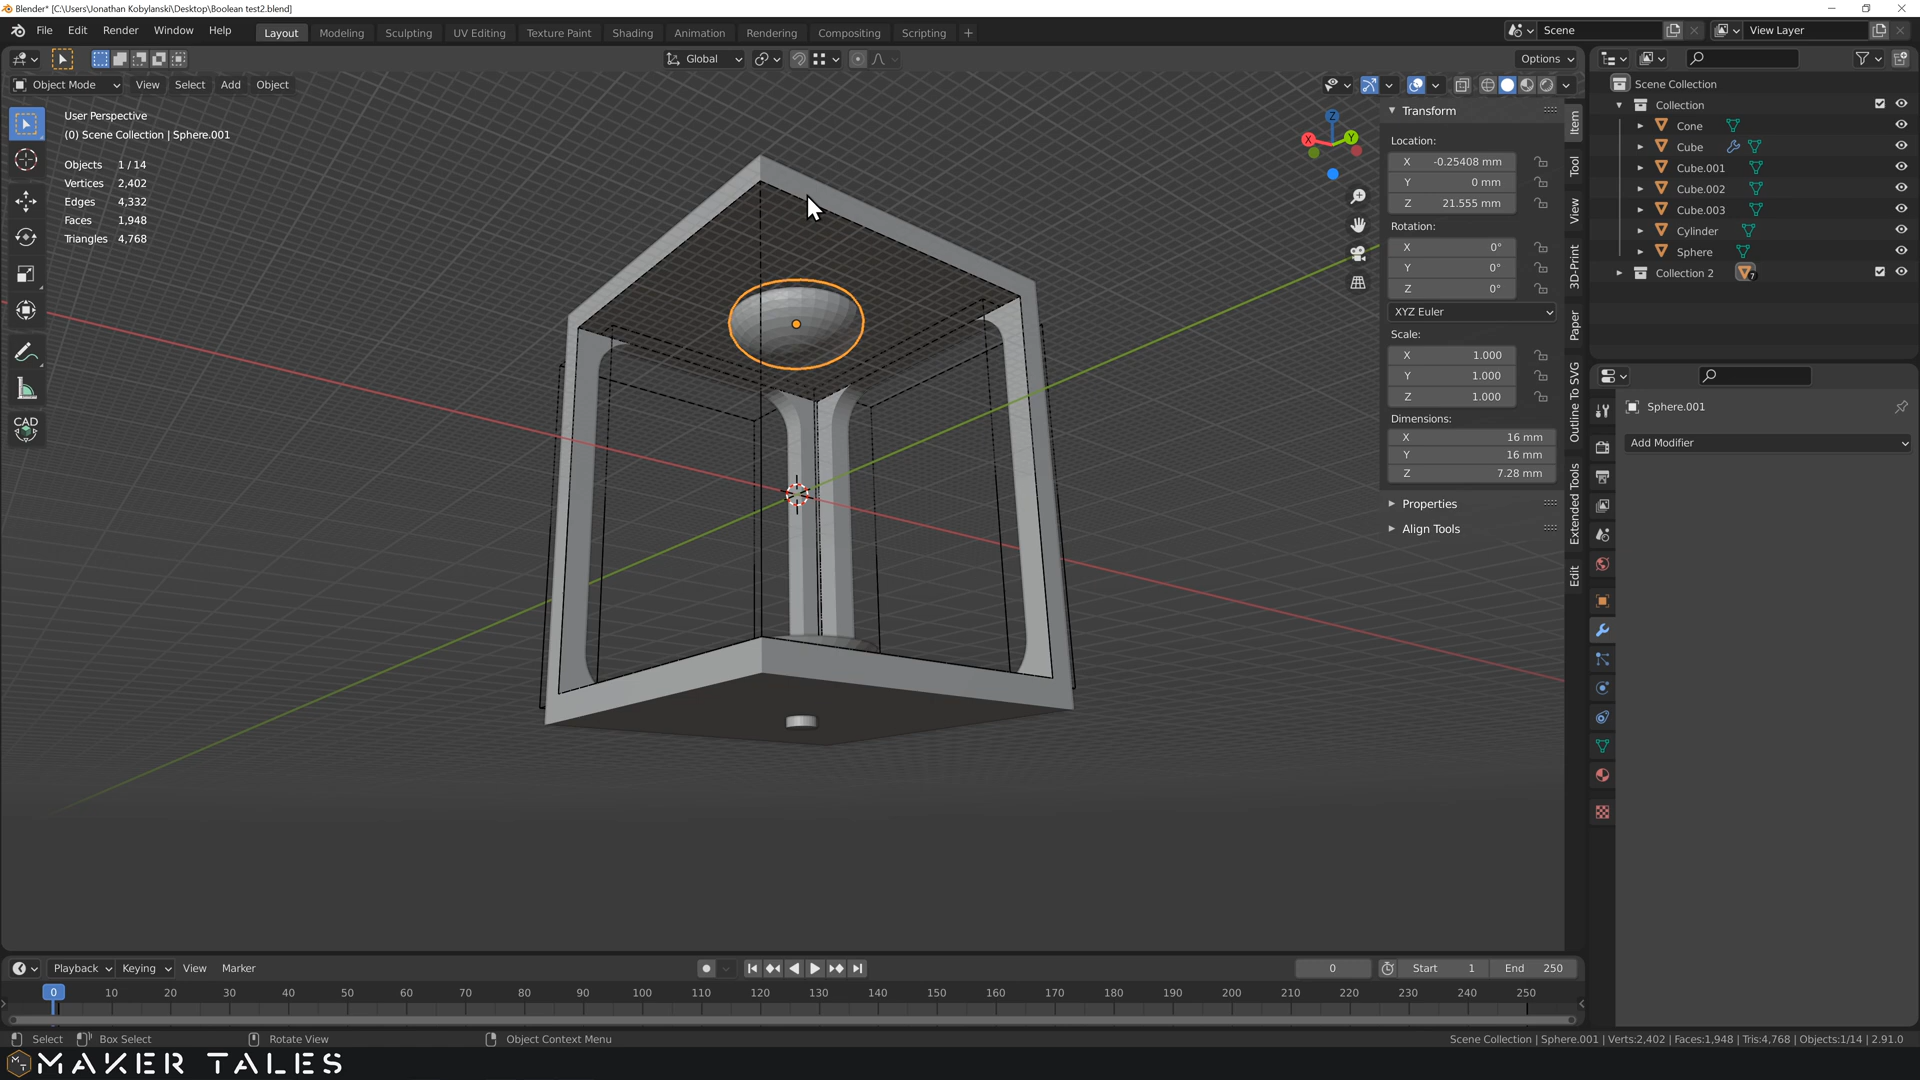 Blender* [C:\Users\Jonathan Kobylanski\Desktop\Boolean test2.blend]
File Edit Render Window Help Layout Modeling Sculpting UV Editing Texture Paint Shading Animation Rendering Compositing Scripting + Scene View Layer
Global Options
Object Mode View Select Add Object
User Perspective
(0) Scene Collection | Sphere.001
Objects 1 / 14
Vertices 2,402
Edges 4,332
Faces 1,948
Triangles 4,768
CAD
Z
X Y
Transform
Location:
X -0.25408 mm
Y 0 mm
Z 21.555 mm
Rotation:
X 0°
Y 0°
Z 0°
XYZ Euler
Scale:
X 1.000
Y 1.000
Z 1.000
Dimensions:
X 16 mm
Y 16 mm
Z 7.28 mm
Properties
Align Tools
Item
Tool
View
3D-Print
Paper
Outline To SVG
Extended Tools
Edit
Scene Collection
Collection
Cone
Cube
Cube.001
Cube.002
Cube.003
Cylinder
Sphere
Collection 2 7
Sphere.001
Add Modifier
Playback Keying View Marker 0 Start 1 End 250
0 10 20 30 40 50 60 70 80 90 100 110 120 130 140 150 160 170 180 190 200 210 220 230 240 250
Select Box Select Rotate View Object Context Menu Scene Collection | Sphere.001 | Verts:2,402 | Faces:1,948 | Tris:4,768 | Objects:1/14 | 2.91.0
MAKER TALES